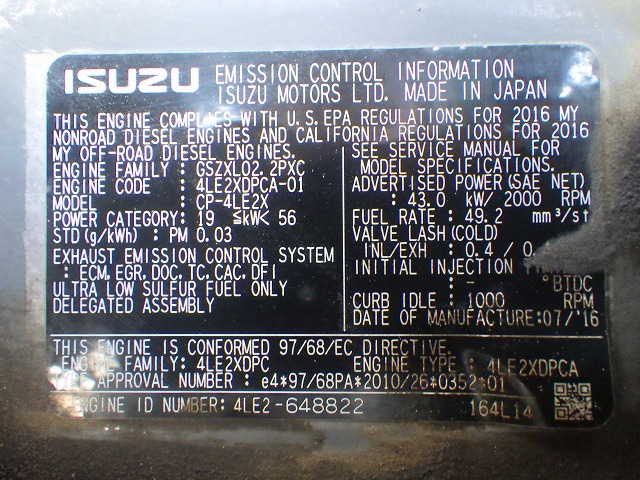 ISUZU EMISSION CONTROL INFORMATION
ISUZU MOTORS LTD. MADE IN JAPAN
THIS ENGINE COMPLIES WITH U.S.EPA REGULATIONS FOR 2016 MY
NONROAD DIESEL ENGINES AND CALIFORNIA REGULATIONS FOR 2016
MY OFF-ROAD DIESEL ENGINES.
ENGINE FAMILY : GSZXL02.2PXC
ENGINE CODE : 4LE2XDPCA-01
MODEL : CP-4LE2X
POWER CATEGORY: 19 ≦kW< 56
STD (g/kWh) : PM 0.03
EXHAUST EMISSION CONTROL SYSTEM
: ECM,EGR,DOC,TC,CAC,DFI
ULTRA LOW SULFUR FUEL ONLY
DELEGATED ASSEMBLY
SEE SERVICE MANUAL FOR
MODEL SPECIFICATIONS.
ADVERTISED POWER(SAE NET)
: 43.0 kW/ 2000 RPM
FUEL RATE : 49.2 mm³/st
VALVE LASH(COLD)
INL/EXH : 0.4 / 0.
INITIAL INJECTION
: - °BTDC
CURB IDLE : 1000 RPM
DATE OF MANUFACTURE:07/'16
THIS ENGINE IS CONFORMED 97/68/EC DIRECTIVE.
ENGINE FAMILY: 4LE2XDPC ENGINE TYPE : 4LE2XDPCA
TYPE APPROVAL NUMBER : e4*97/68PA*2010/26*0352*01
ENGINE ID NUMBER: 4LE2-648822 164L14